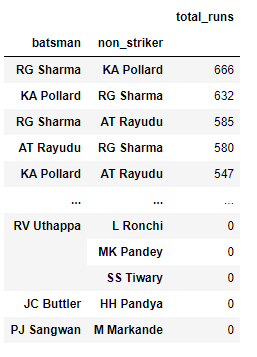 total_runs
batsman non_striker
RG Sharma KA Pollard 666
KA Pollard RG Sharma 632
RG Sharma AT Rayudu 585
AT Rayudu RG Sharma 580
KA Pollard AT Rayudu 547
... ... ...
RV Uthappa L Ronchi 0
MK Pandey 0
SS Tiwary 0
JC Buttler HH Pandya 0
PJ Sangwan M Markande 0